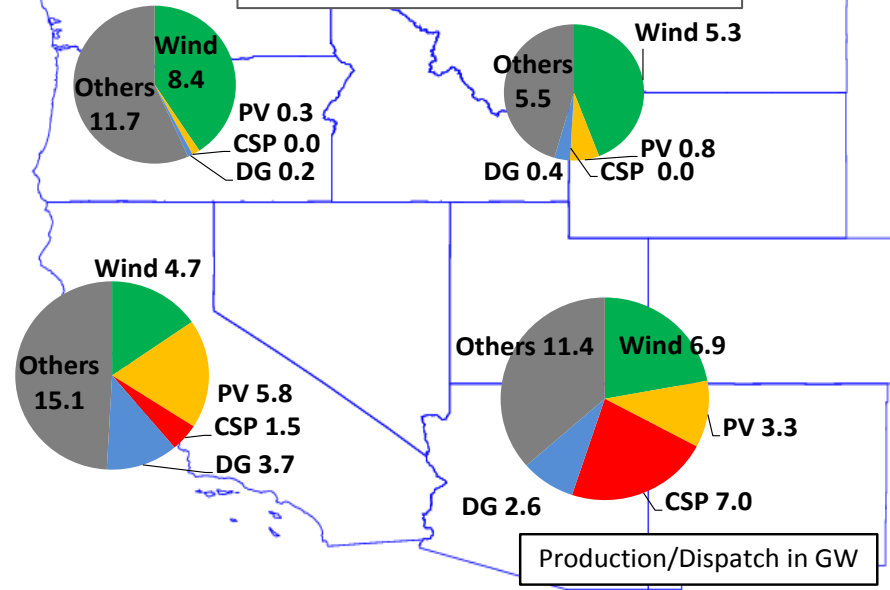 Wind
8.4
Others
11.7
PV 0.3
CSP 0.0
DG 0.2
Wind 5.3
Others
5.5
PV 0.8
DG 0.4
CSP 0.0
Wind 4.7
Others
15.1
PV 5.8
CSP 1.5
DG 3.7
Others 11.4
Wind 6.9
PV 3.3
CSP 7.0
DG 2.6
Production/Dispatch in GW